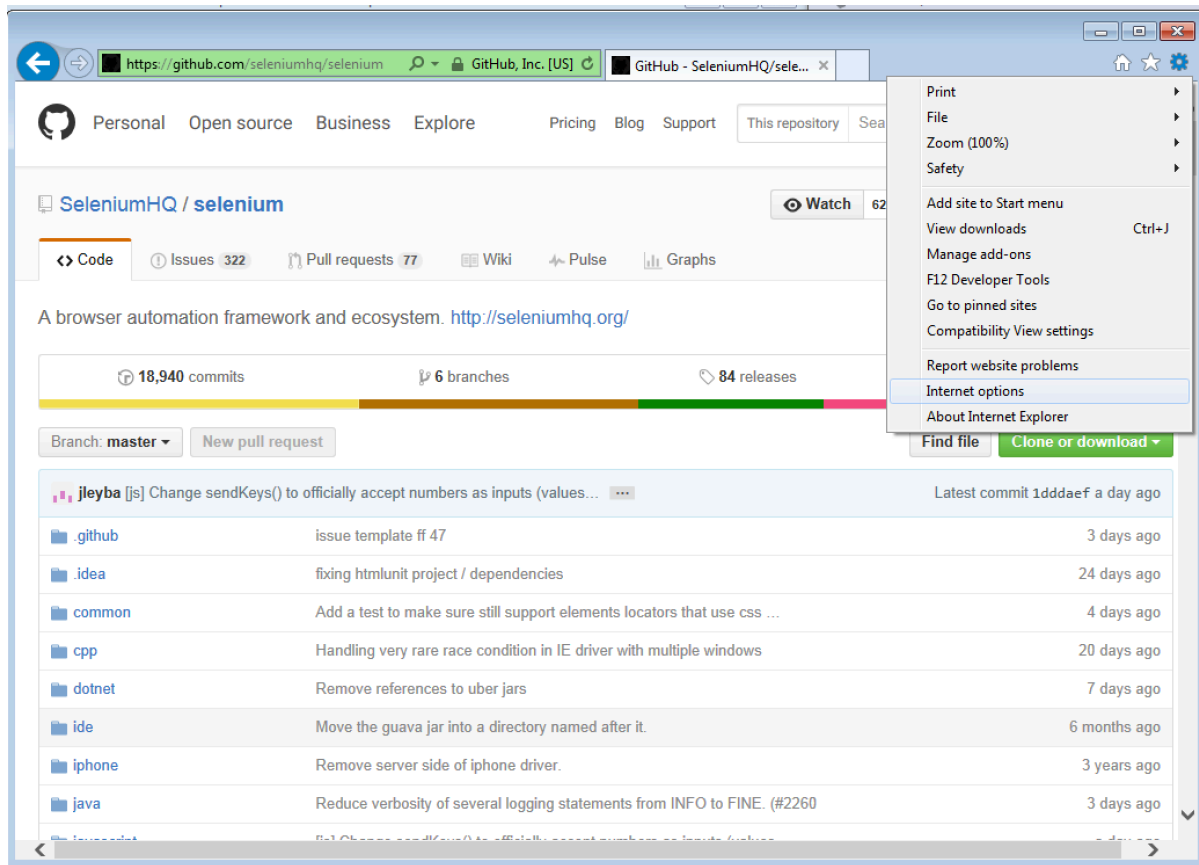 https://github.com/seleniumhq/selenium GitHub, Inc. [US] GitHub - SeleniumHQ/sele...
Personal Open source Business Explore Pricing Blog Support This repository Sea
Print
File
Zoom (100%)
Safety
Add site to Start menu
View downloads Ctrl+J
Manage add-ons
F12 Developer Tools
Go to pinned sites
Compatibility View settings
Report website problems
Internet options
About Internet Explorer
SeleniumHQ / selenium
Watch 62
Code Issues 322 Pull requests 77 Wiki Pulse Graphs
A browser automation framework and ecosystem. http://seleniumhq.org/
18,940 commits 6 branches 84 releases
Branch: master New pull request Find file Clone or download
jleyba [js] Change sendKeys() to officially accept numbers as inputs (values... Latest commit 1dddaef a day ago
.github issue template ff 47 3 days ago
.idea fixing htmlunit project / dependencies 24 days ago
common Add a test to make sure still support elements locators that use css ... 4 days ago
cpp Handling very rare race condition in IE driver with multiple windows 20 days ago
dotnet Remove references to uber jars 7 days ago
ide Move the guava jar into a directory named after it. 6 months ago
iphone Remove server side of iphone driver. 3 years ago
java Reduce verbosity of several logging statements from INFO to FINE. (#2260 3 days ago